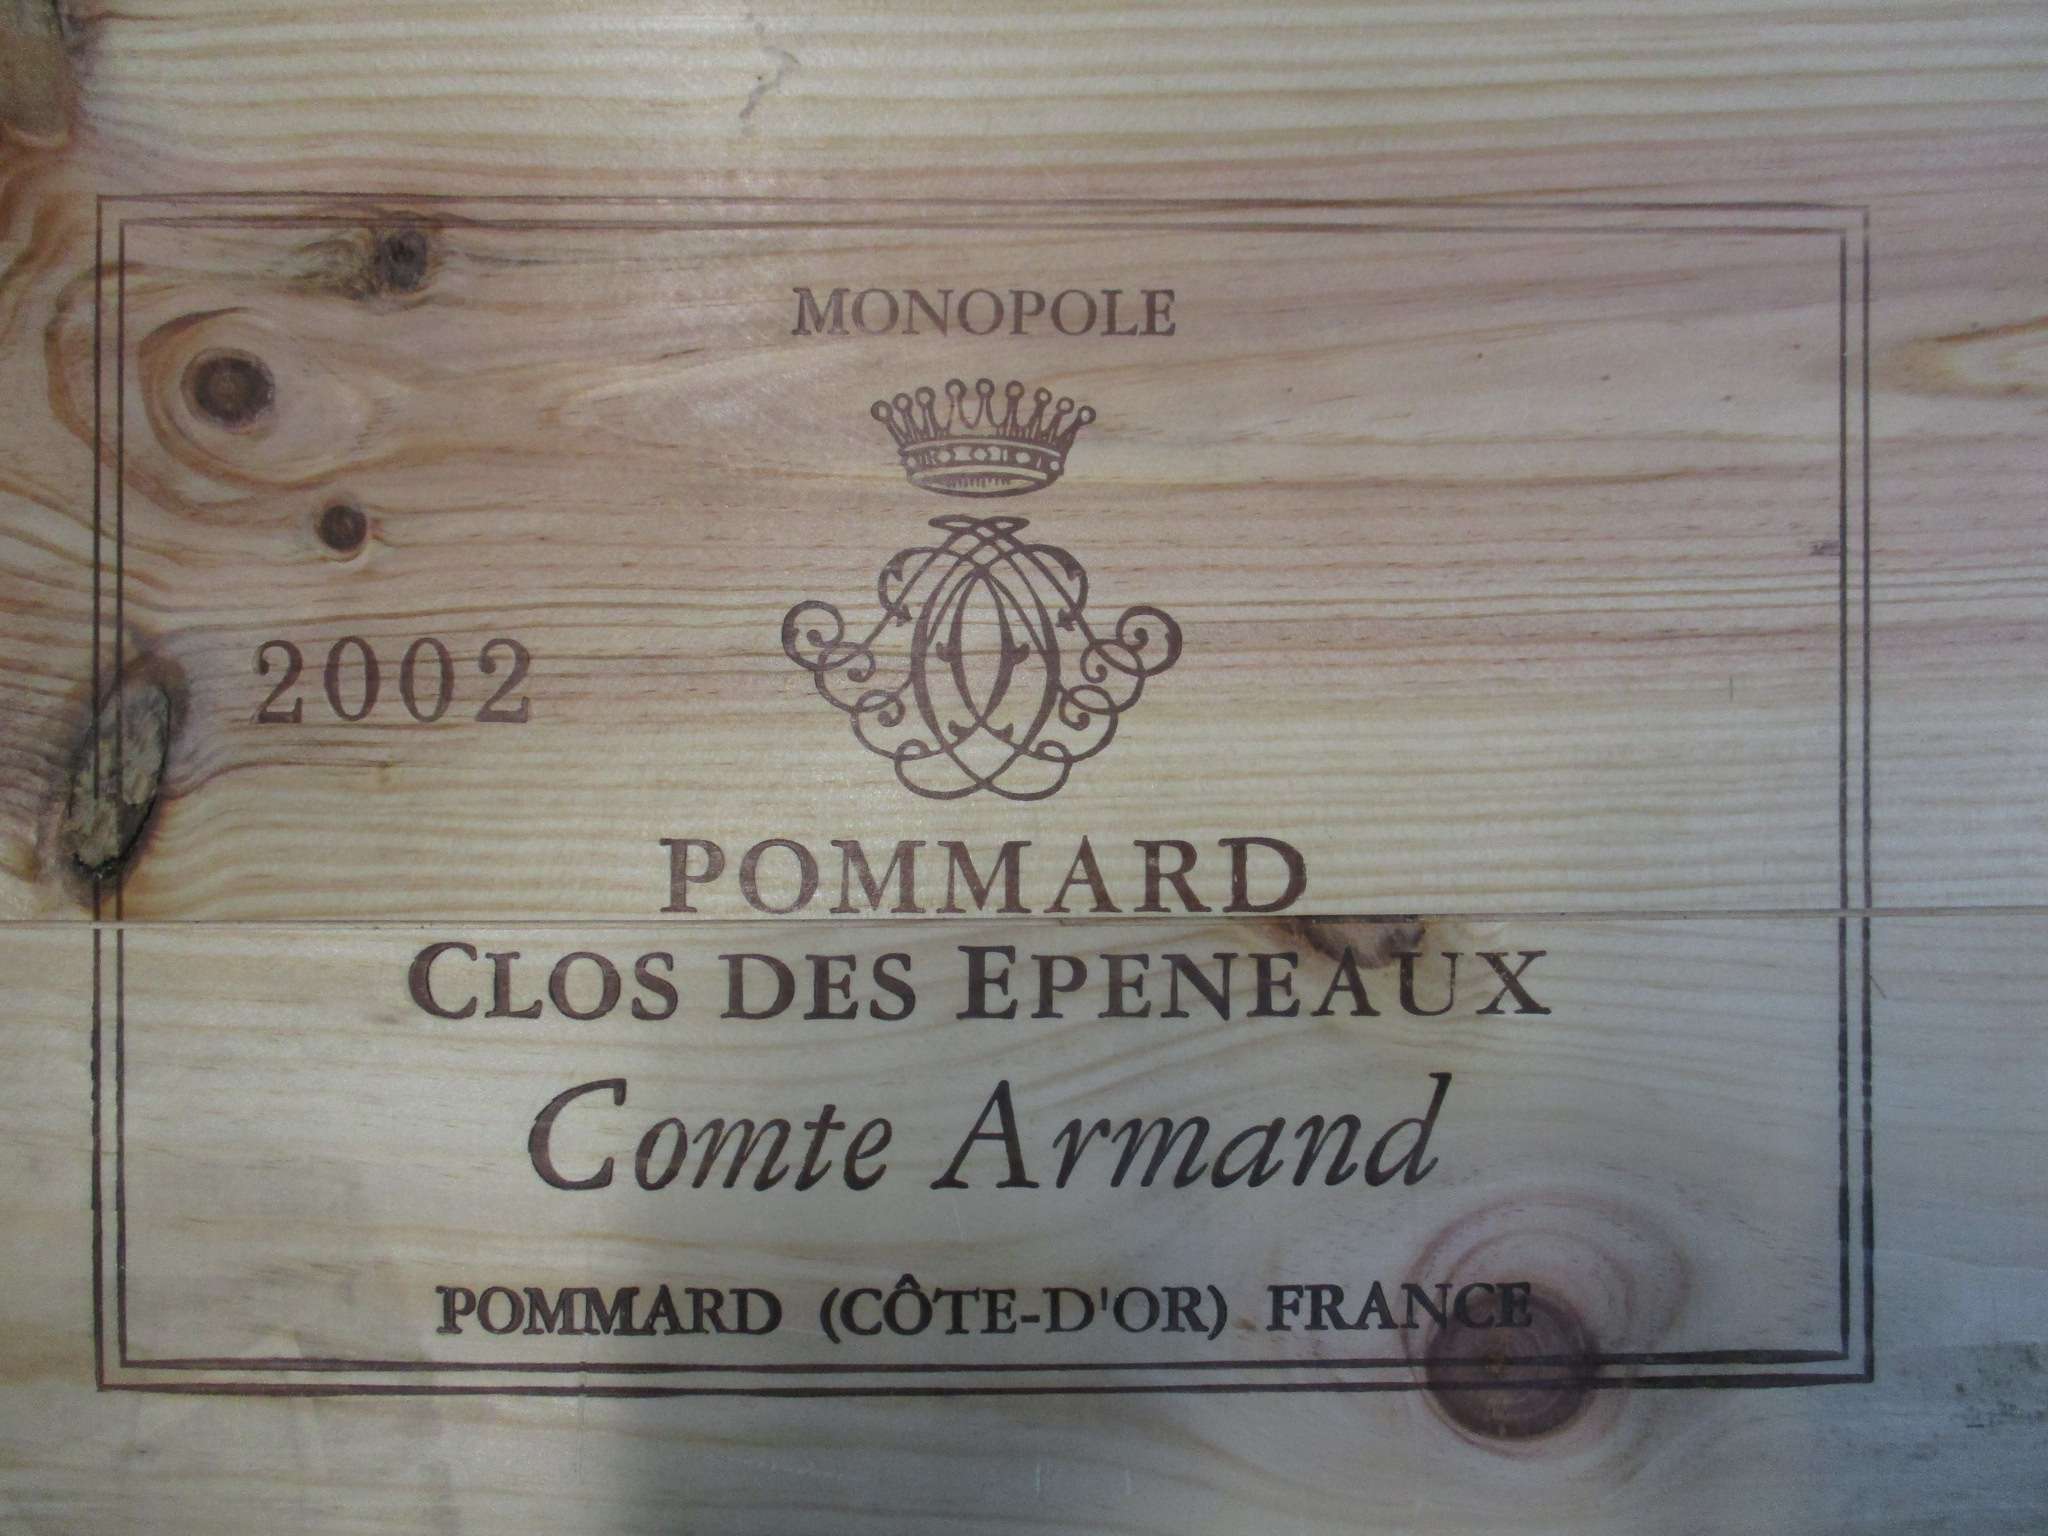 MONOPOLE
2002
POMMARD
CLOS DES EPENEAUX
Comte Armand
POMMARD (CÔTE-D'OR) FRANCE